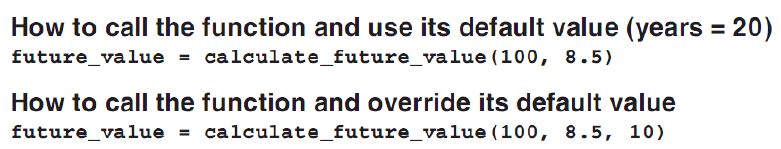 How to call the function and use its default value (years = 20)
future_value = calculate_future_value(100, 8.5)
How to call the function and override its default value
future_value = calculate_future_value(100, 8.5, 10)